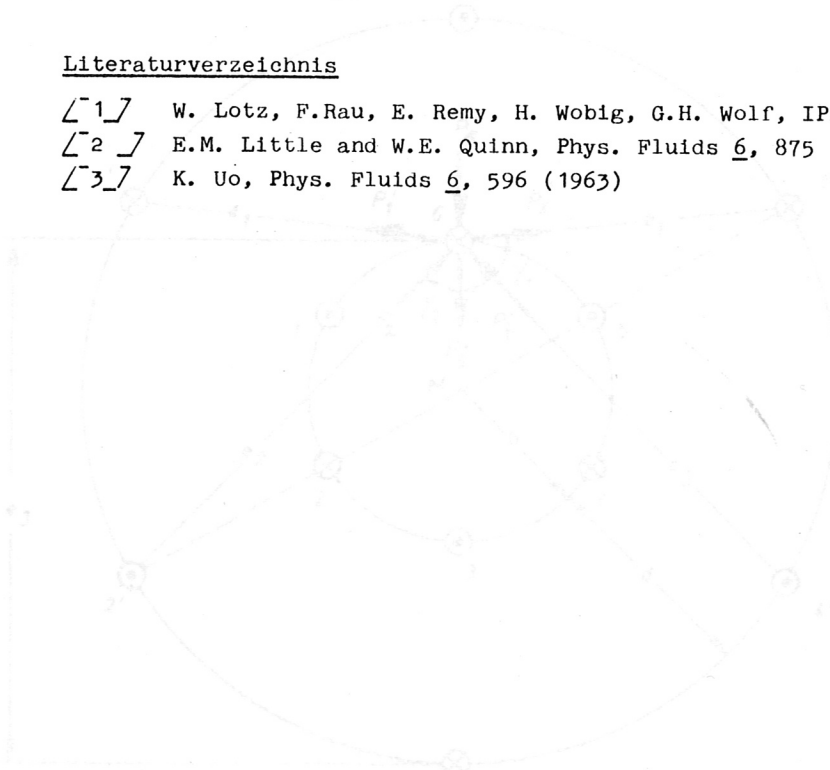 Literaturverzeichnis
[1] W. Lotz, F.Rau, E. Remy, H. Wobig, G.H. Wolf, IP
[2] E.M. Little and W.E. Quinn, Phys. Fluids 6, 875
[3] K. Uo, Phys. Fluids 6, 596 (1963)